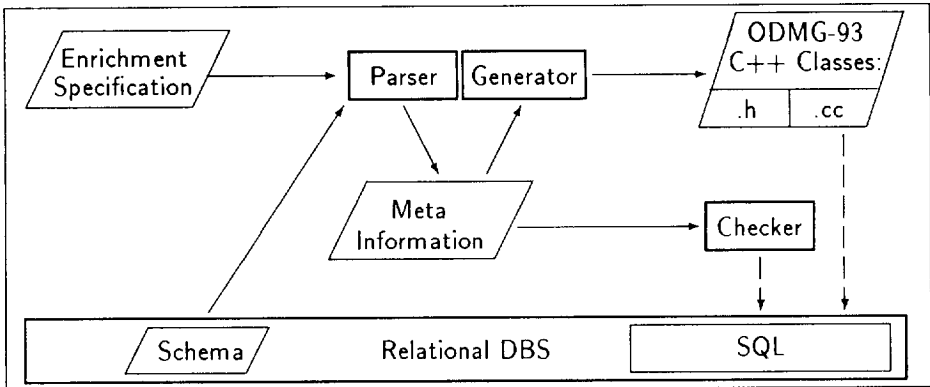 Enrichment
Specification
Parser
Generator
ODMG-93
C++ Classes:
.h
.cc
Meta
Information
Checker
Schema
Relational DBS
SQL